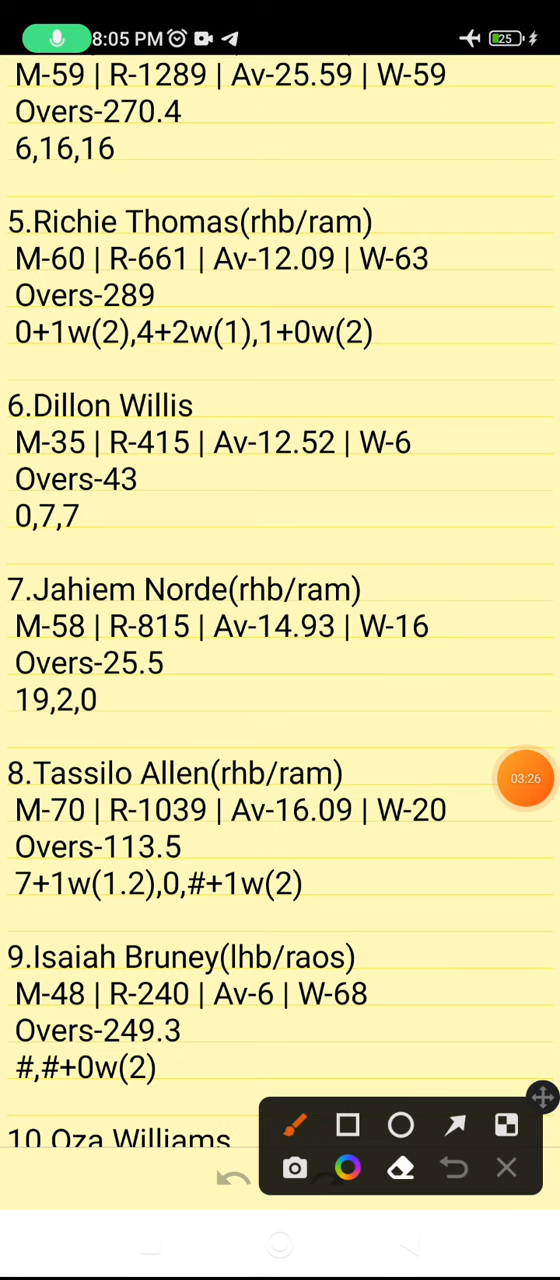 8:05 PM
25
M-59 | R-1289 | Av-25.59 | W-59
Overs-270.4
6,16,16
5.Richie Thomas(rhb/ram)
M-60 | R-661 | Av-12.09 | W-63
Overs-289
0+1w(2),4+2w(1),1+0w(2)
6.Dillon Willis
M-35 | R-415 | Av-12.52 | W-6
Overs-43
0,7,7
7.Jahiem Norde(rhb/ram)
M-58 | R-815 | Av-14.93 | W-16
Overs-25.5
19,2,0
8.Tassilo Allen(rhb/ram)
03:26
M-70 | R-1039 | Av-16.09 | W-20
Overs-113.5
7+1w(1.2),0,#+1w(2)
9.Isaiah Bruney(lhb/raos)
M-48 | R-240 | Av-6 | W-68
Overs-249.3
#,#+0w(2)
10.Oza Williams